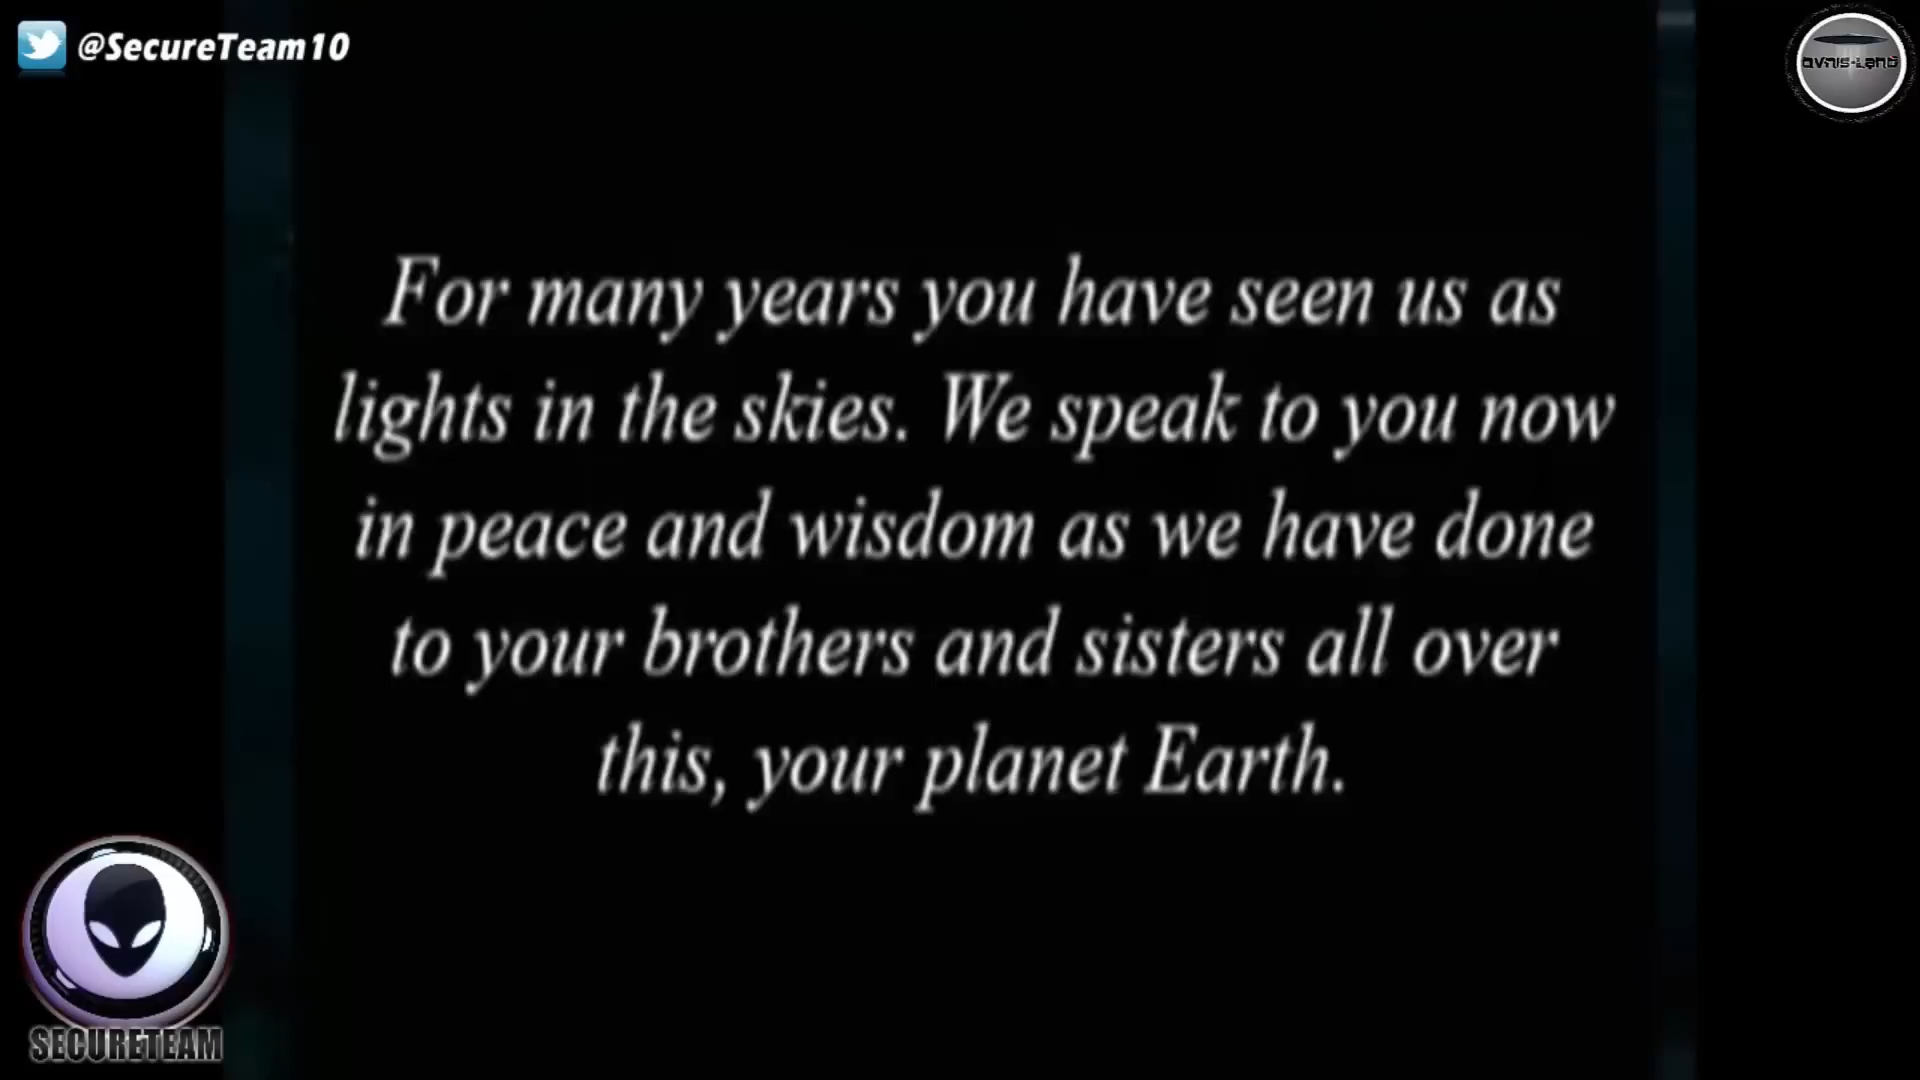 @SecureTeam10
OVNIS-LAND
For many years you have seen us as
lights in the skies. We speak to you now
in peace and wisdom as we have done
to your brothers and sisters all over
this, your planet Earth.
SECURETEAM